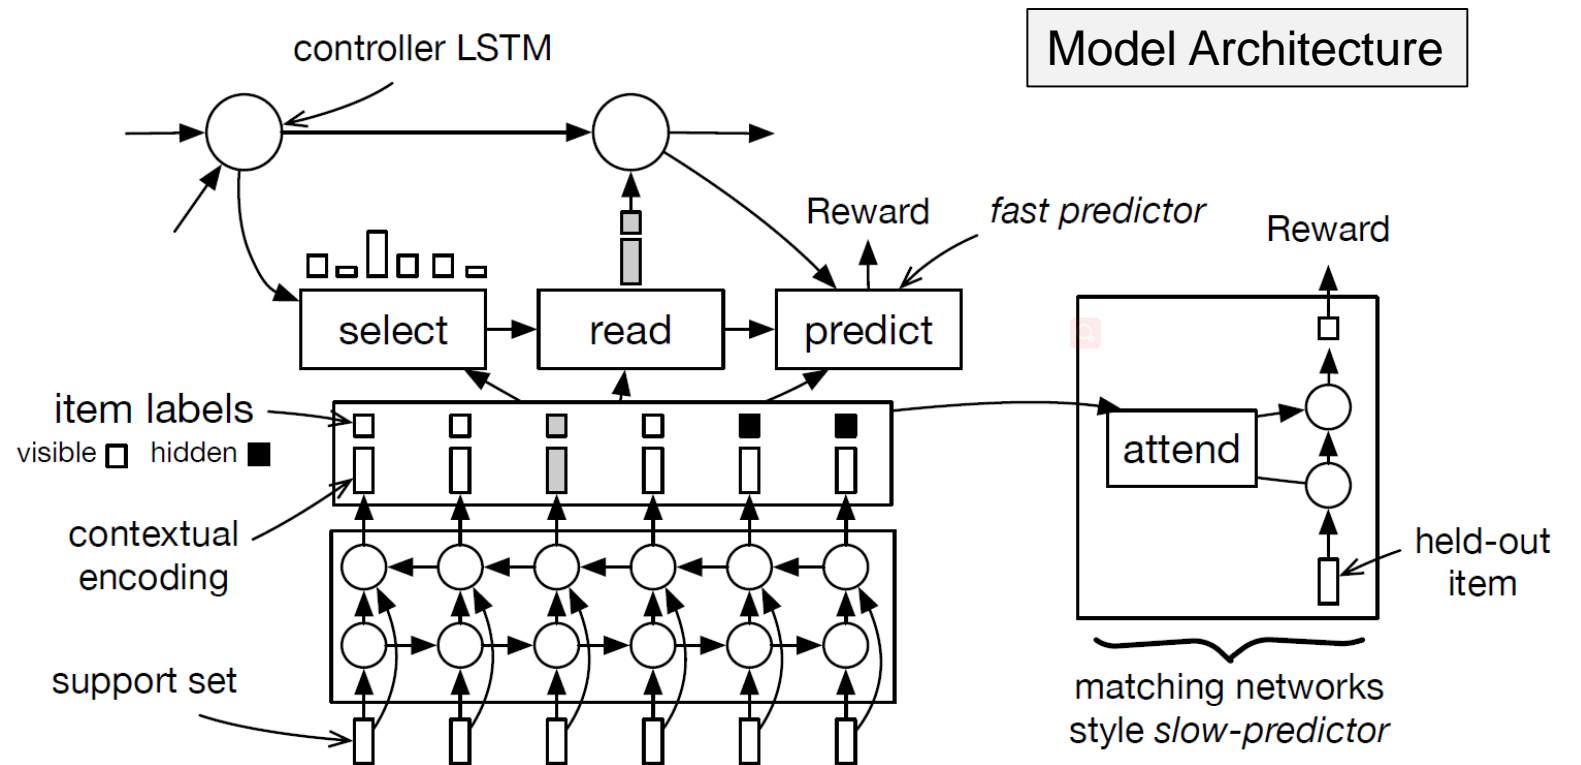 Model Architecture
controller LSTM
Reward
fast predictor
Reward
select
read
predict
item labels
visible
hidden
attend
contextual
encoding
held-out
item
support set
matching networks
style slow-predictor